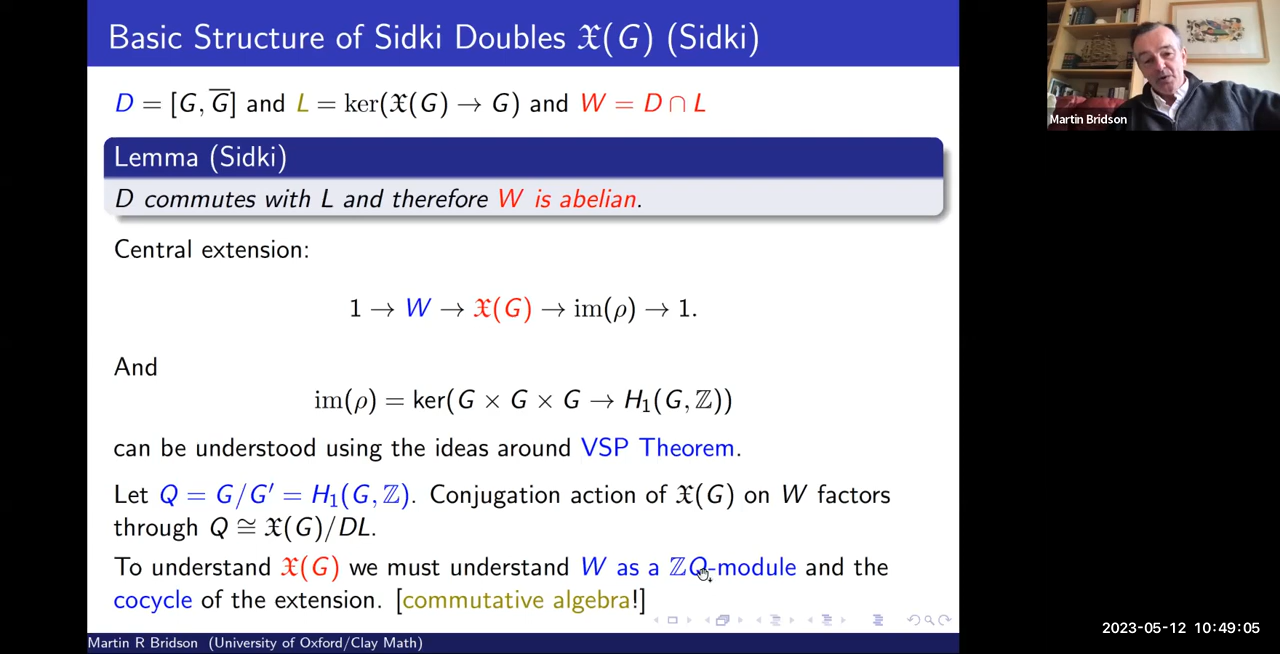 Basic Structure of Sidki Doubles 𝔛(G) (Sidki)
D = [G, G̅] and L = ker(𝔛(G) → G) and W = D ∩ L
Lemma (Sidki)
D commutes with L and therefore W is abelian.
Central extension:
1 → W → 𝔛(G) → im(ρ) → 1.
And
im(ρ) = ker(G × G × G → H₁(G, ℤ))
can be understood using the ideas around VSP Theorem.
Let Q = G/G′ = H₁(G, ℤ). Conjugation action of 𝔛(G) on W factors
through Q ≅ 𝔛(G)/DL.
To understand 𝔛(G) we must understand W as a ℤQ-module and the
cocycle of the extension. [commutative algebra!]
Martin R Bridson (University of Oxford/Clay Math)
Martin Bridson
2023-05-12 10:49:05